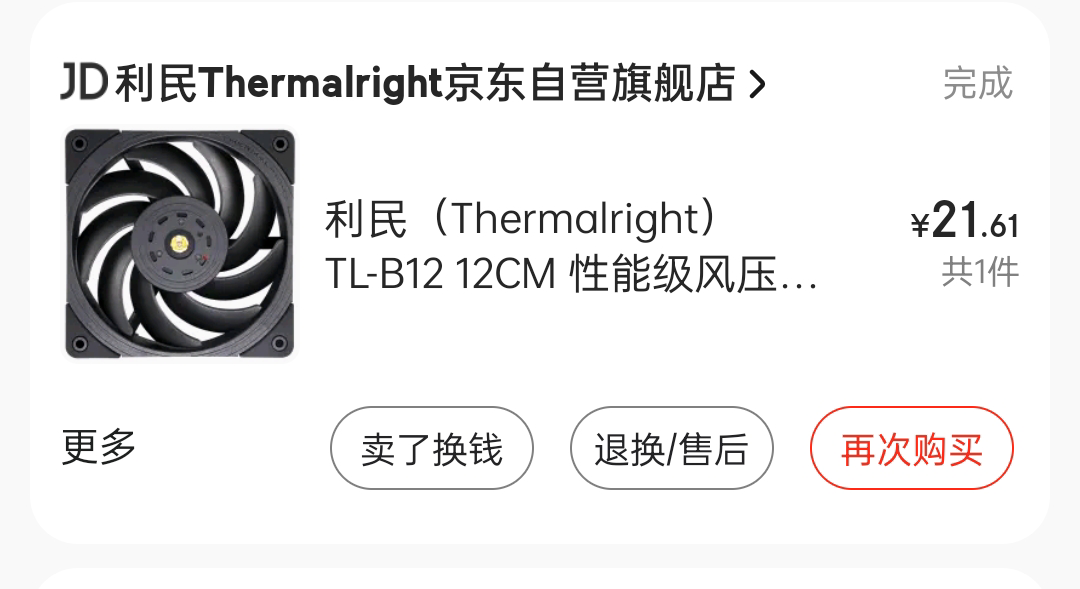 JD利民Thermalright京东自营旗舰店
完成
利民（Thermalright）
TL-B12 12CM 性能级风压…
¥21.61
共1件
更多
卖了换钱
退换/售后
再次购买